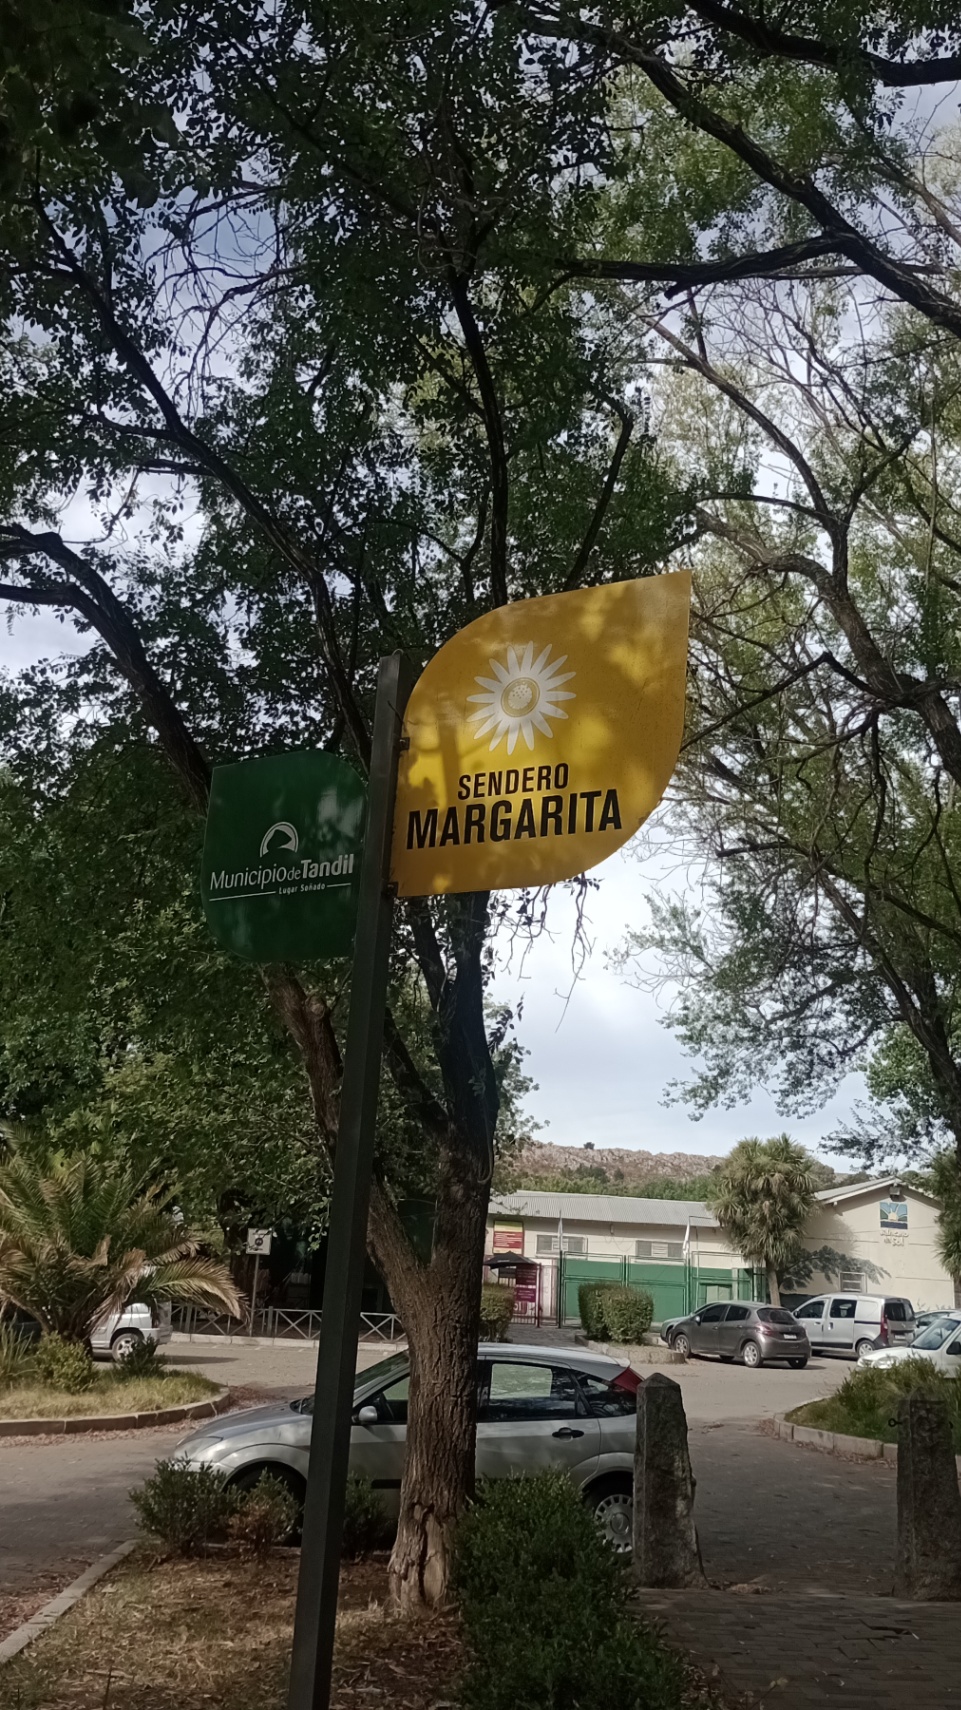 SENDERO
MARGARITA
Municipio de Tandil
Lugar Soñado